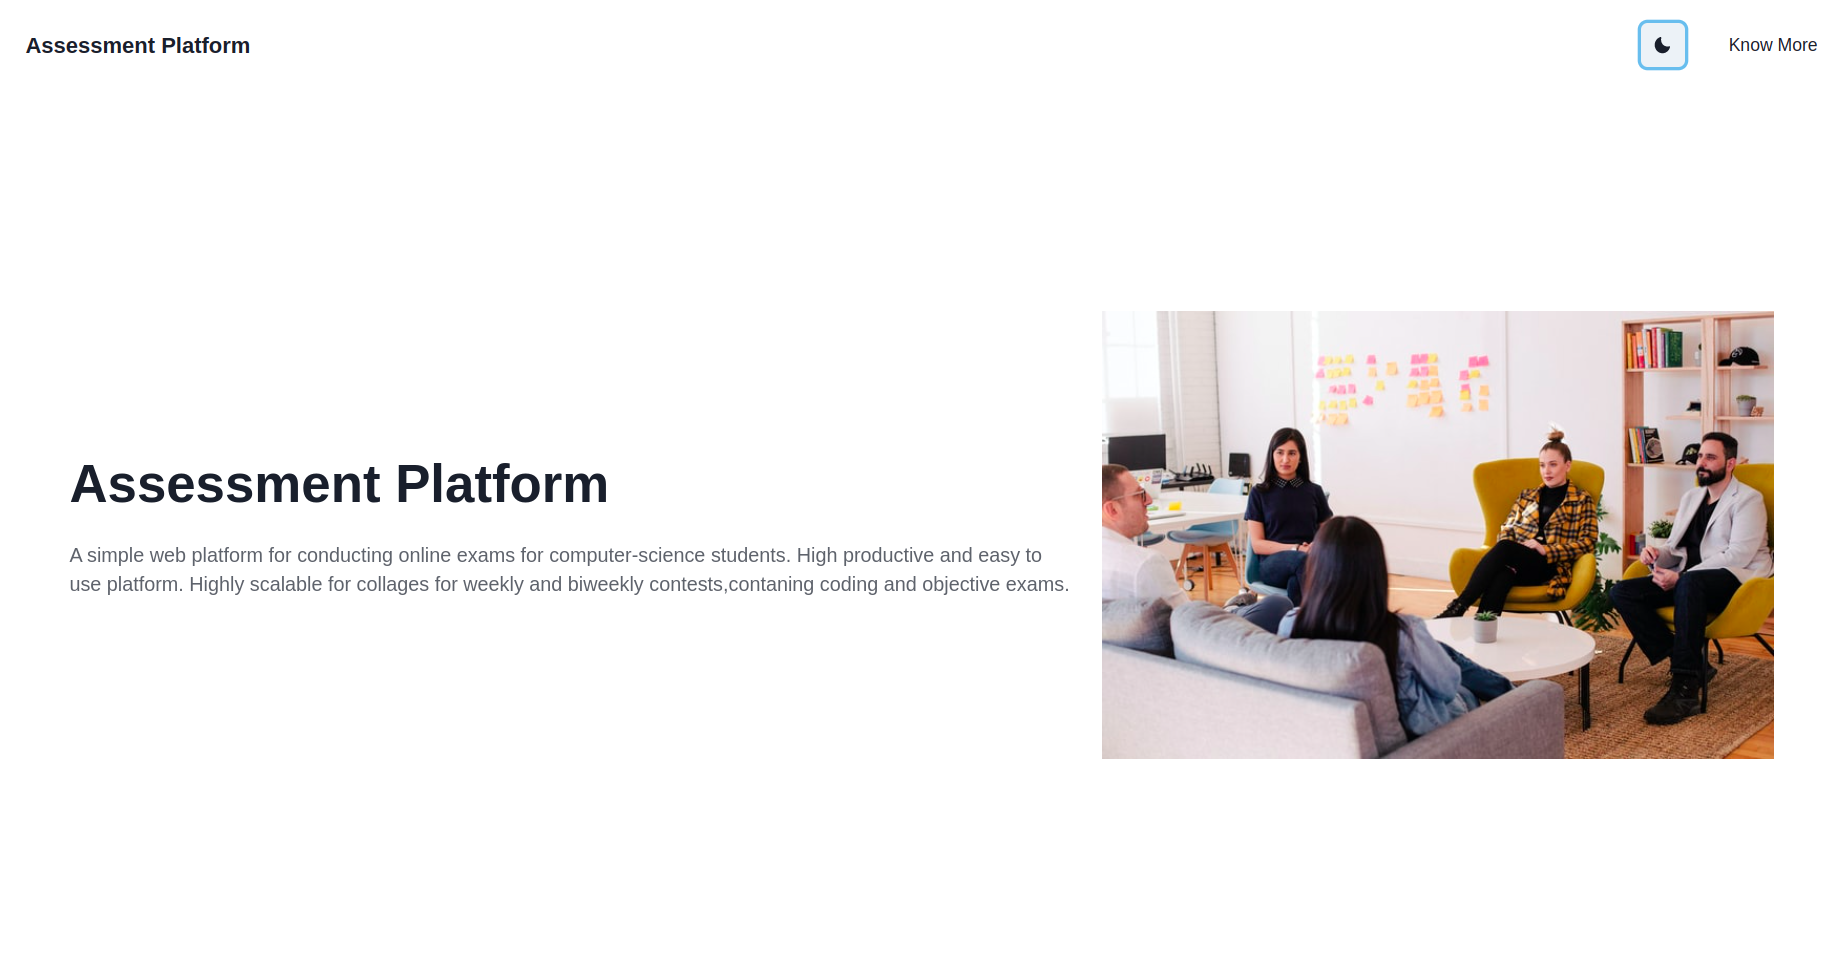 Assessment Platform
Know More
Assessment Platform
A simple web platform for conducting online exams for computer-science students. High productive and easy to
use platform. Highly scalable for collages for weekly and biweekly contests,contaning coding and objective exams.